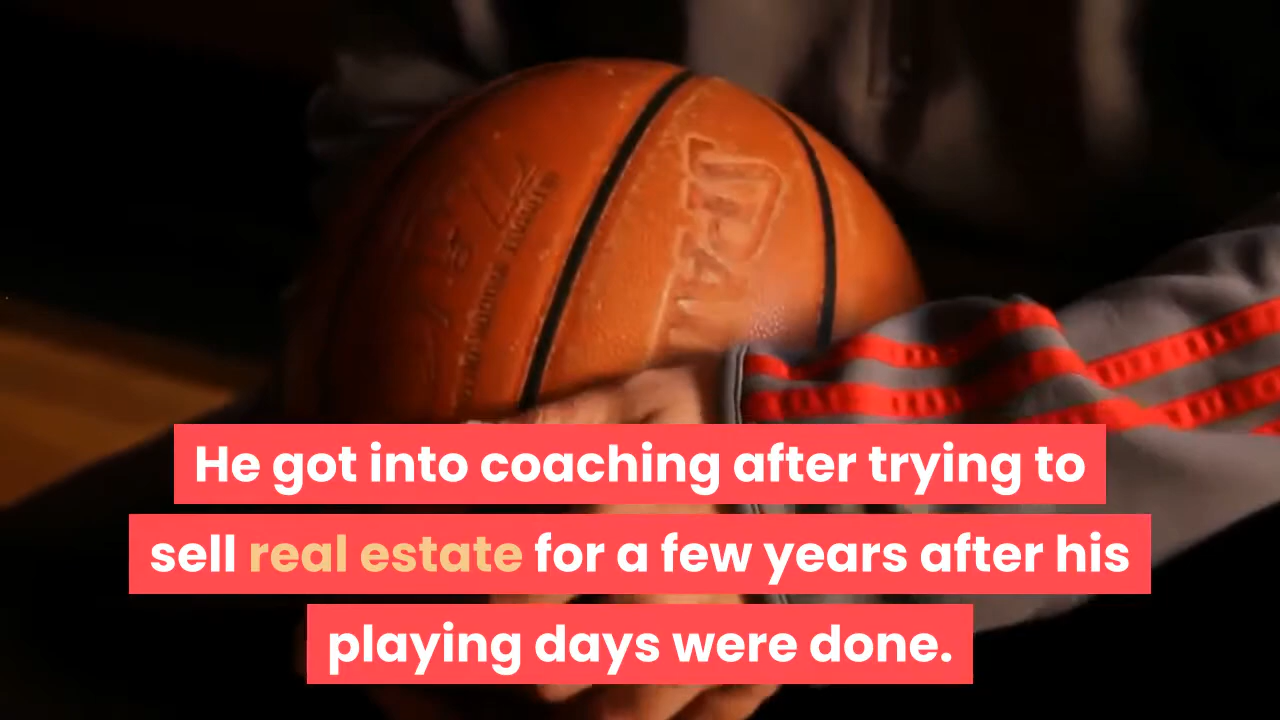 He got into coaching after trying to
sell real estate for a few years after his
playing days were done.